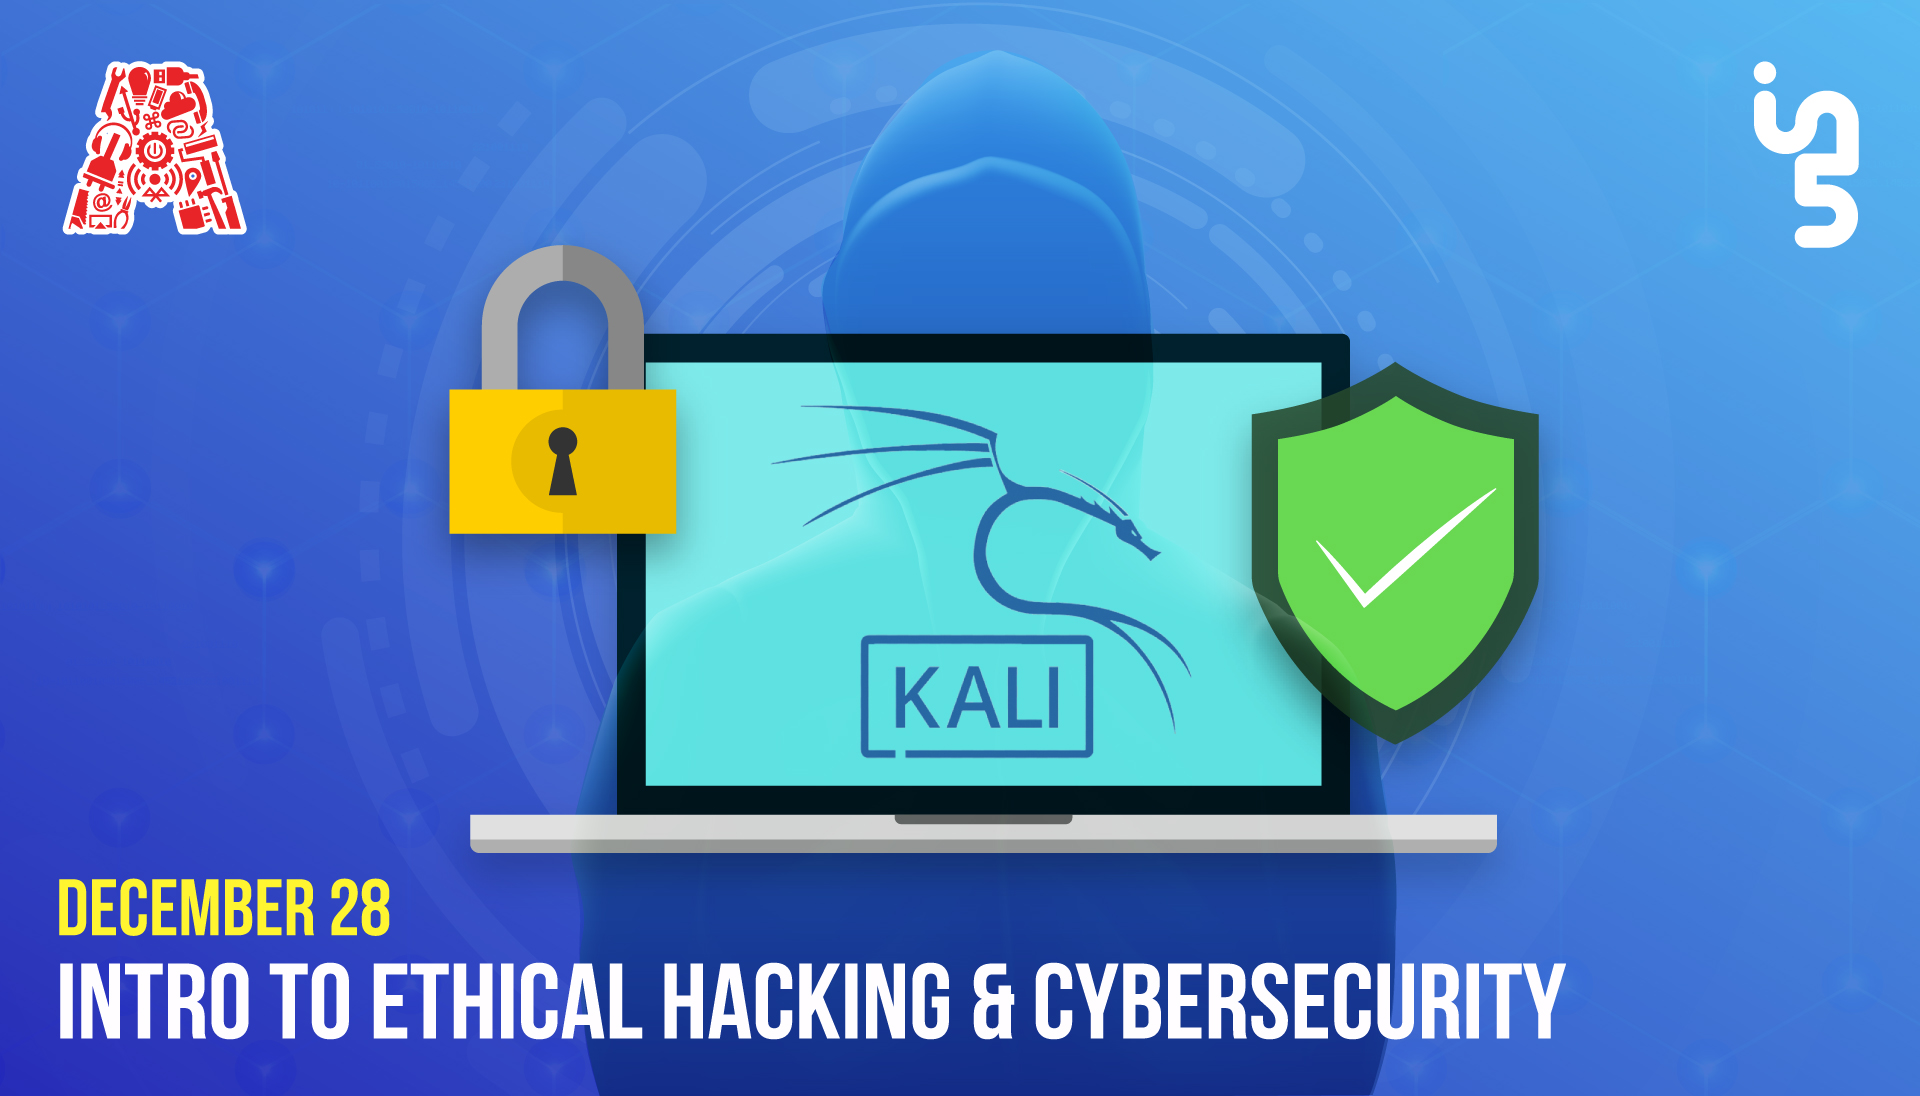 KALI
DECEMBER 28
INTRO TO ETHICAL HACKING & CYBERSECURITY